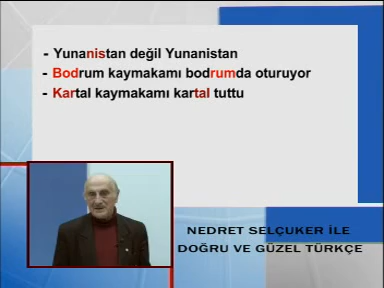 - Yunanistan değil Yunanistan
- Bodrum kaymakamı bodrumda oturuyor
- Kartal kaymakamı kartal tuttu
NEDRET SELÇUKER İLE
DOĞRU VE GÜZEL TÜRKÇE